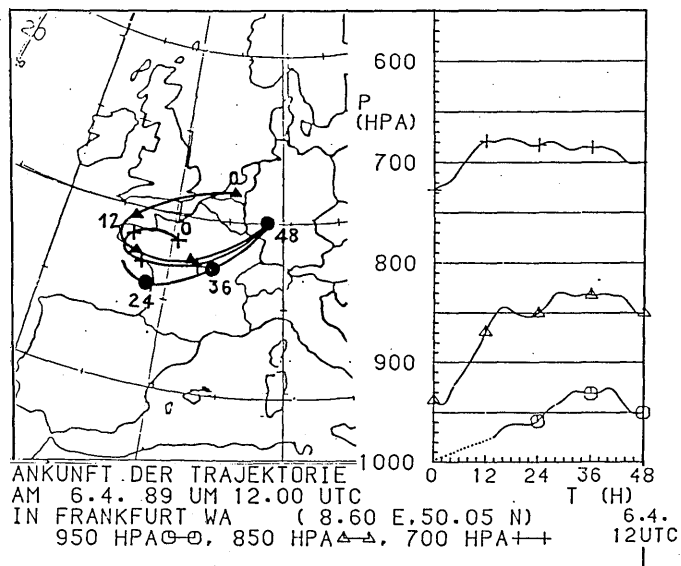 20
600
P
(HPA)
700
0
12
0
48
800
36
24
900
1000
0 12 24 36 48
ANKUNFT DER TRAJEKTORIE
T (H)
AM 6.4. 89 UM 12.00 UTC
IN FRANKFURT WA ( 8.60 E,50.05 N) 6.4.
950 HPA, 850 HPA, 700 HPA 12UTC